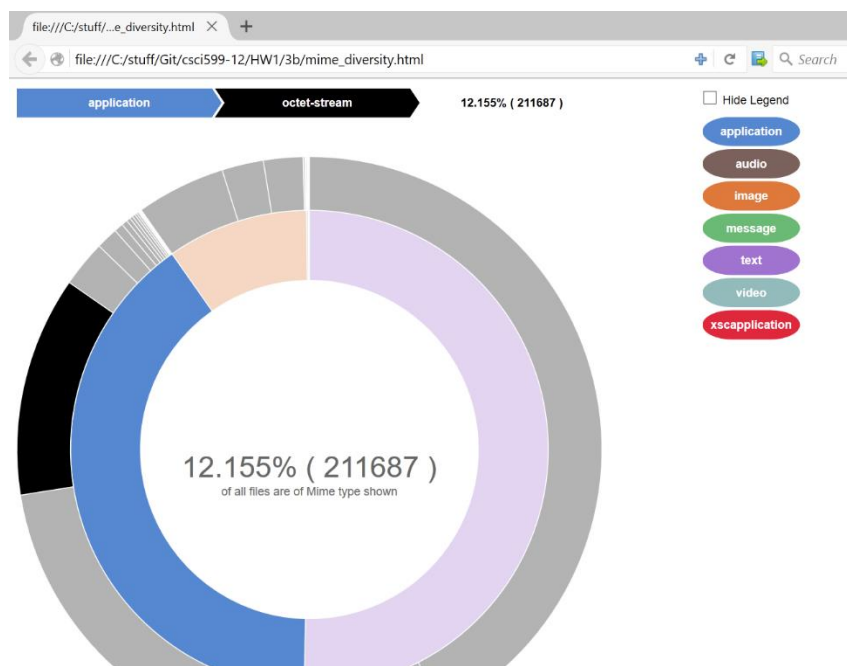 file:///C:/stuff/...e_diversity.html
file:///C:/stuff/Git/csci599-12/HW1/3b/mime_diversity.html
Search
application
octet-stream
12.155% ( 211687 )
Hide Legend
application
audio
image
message
text
video
xscapplication
12.155% ( 211687 )
of all files are of Mime type shown